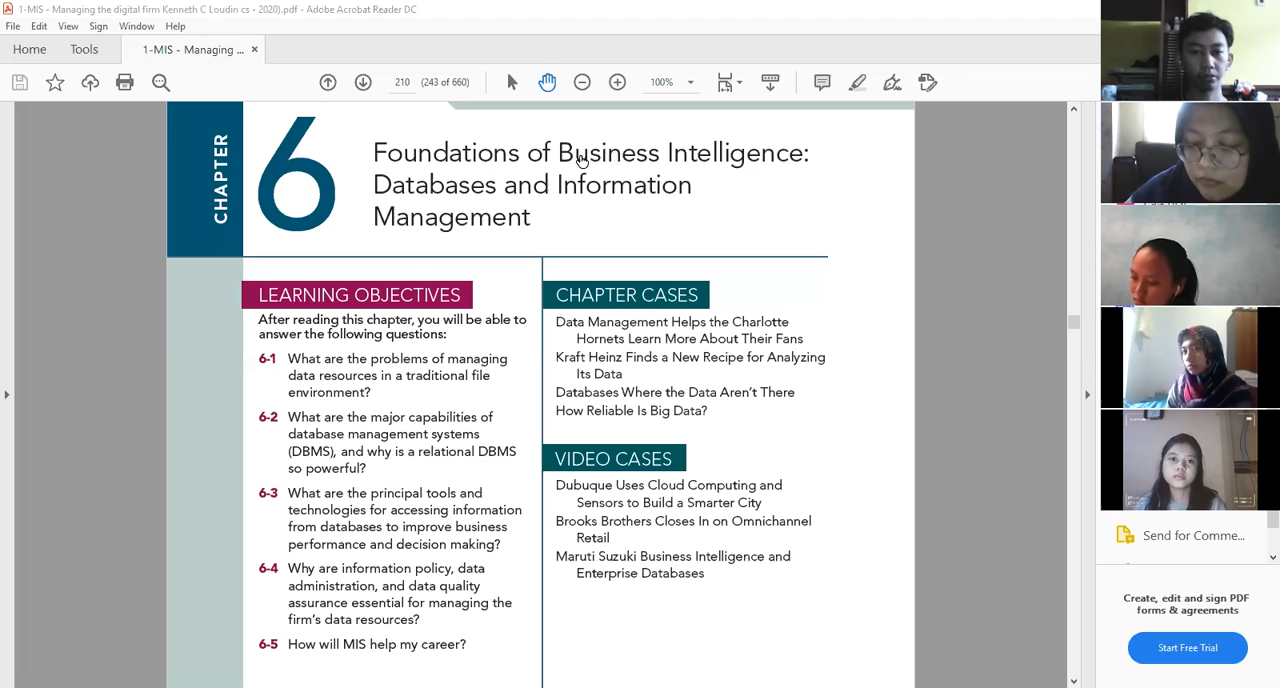 1-MIS - Managing the digital firm Kenneth C Loudin cs - 2020).pdf - Adobe Acrobat Reader DC
File Edit View Sign Window Help
Home Tools 1-MIS - Managing ... ×
210 (243 of 660) 100%
CHAPTER
6
Foundations of Business Intelligence:
Databases and Information
Management
LEARNING OBJECTIVES
After reading this chapter, you will be able to
answer the following questions:
6-1 What are the problems of managing
data resources in a traditional file
environment?
6-2 What are the major capabilities of
database management systems
(DBMS), and why is a relational DBMS
so powerful?
6-3 What are the principal tools and
technologies for accessing information
from databases to improve business
performance and decision making?
6-4 Why are information policy, data
administration, and data quality
assurance essential for managing the
firm's data resources?
6-5 How will MIS help my career?
CHAPTER CASES
Data Management Helps the Charlotte
Hornets Learn More About Their Fans
Kraft Heinz Finds a New Recipe for Analyzing
Its Data
Databases Where the Data Aren't There
How Reliable Is Big Data?
VIDEO CASES
Dubuque Uses Cloud Computing and
Sensors to Build a Smarter City
Brooks Brothers Closes In on Omnichannel
Retail
Maruti Suzuki Business Intelligence and
Enterprise Databases
Send for Comme...
Create, edit and sign PDF
forms & agreements
Start Free Trial